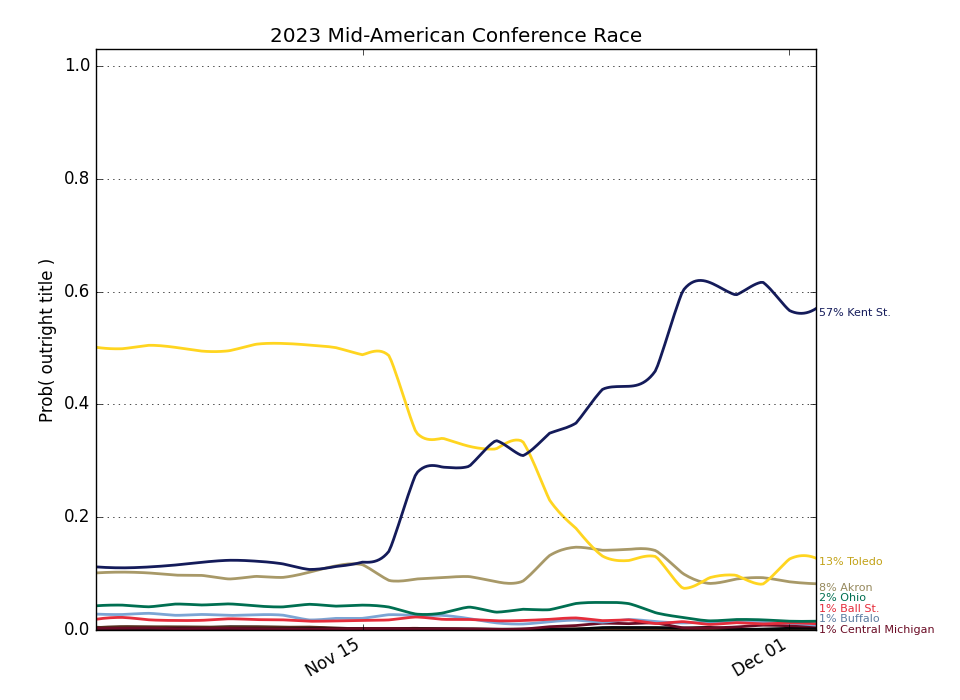 2023 Mid-American Conference Race
Prob( outright title )
1.0
0.8
0.6
0.4
0.2
0.0
Nov 15
Dec 01
57% Kent St.
13% Toledo
8% Akron
2% Ohio
1% Ball St.
1% Buffalo
1% Central Michigan